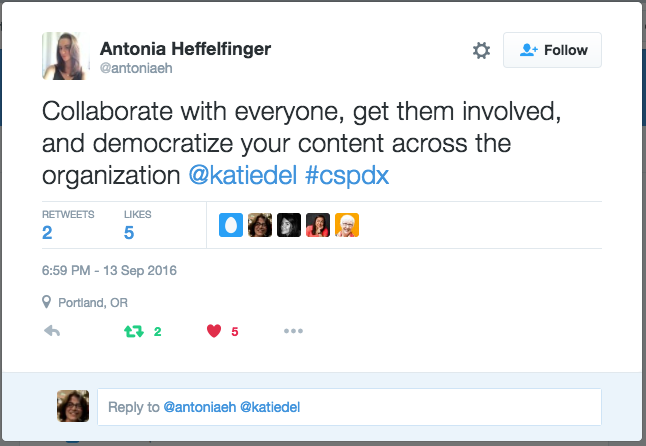 Antonia Heffelfinger
@antoniaeh
Follow
Collaborate with everyone, get them involved,
and democratize your content across the
organization @katiedel #cspdx
RETWEETS LIKES
2 5
6:59 PM - 13 Sep 2016
Portland, OR
2 5
Reply to @antoniaeh @katiedel